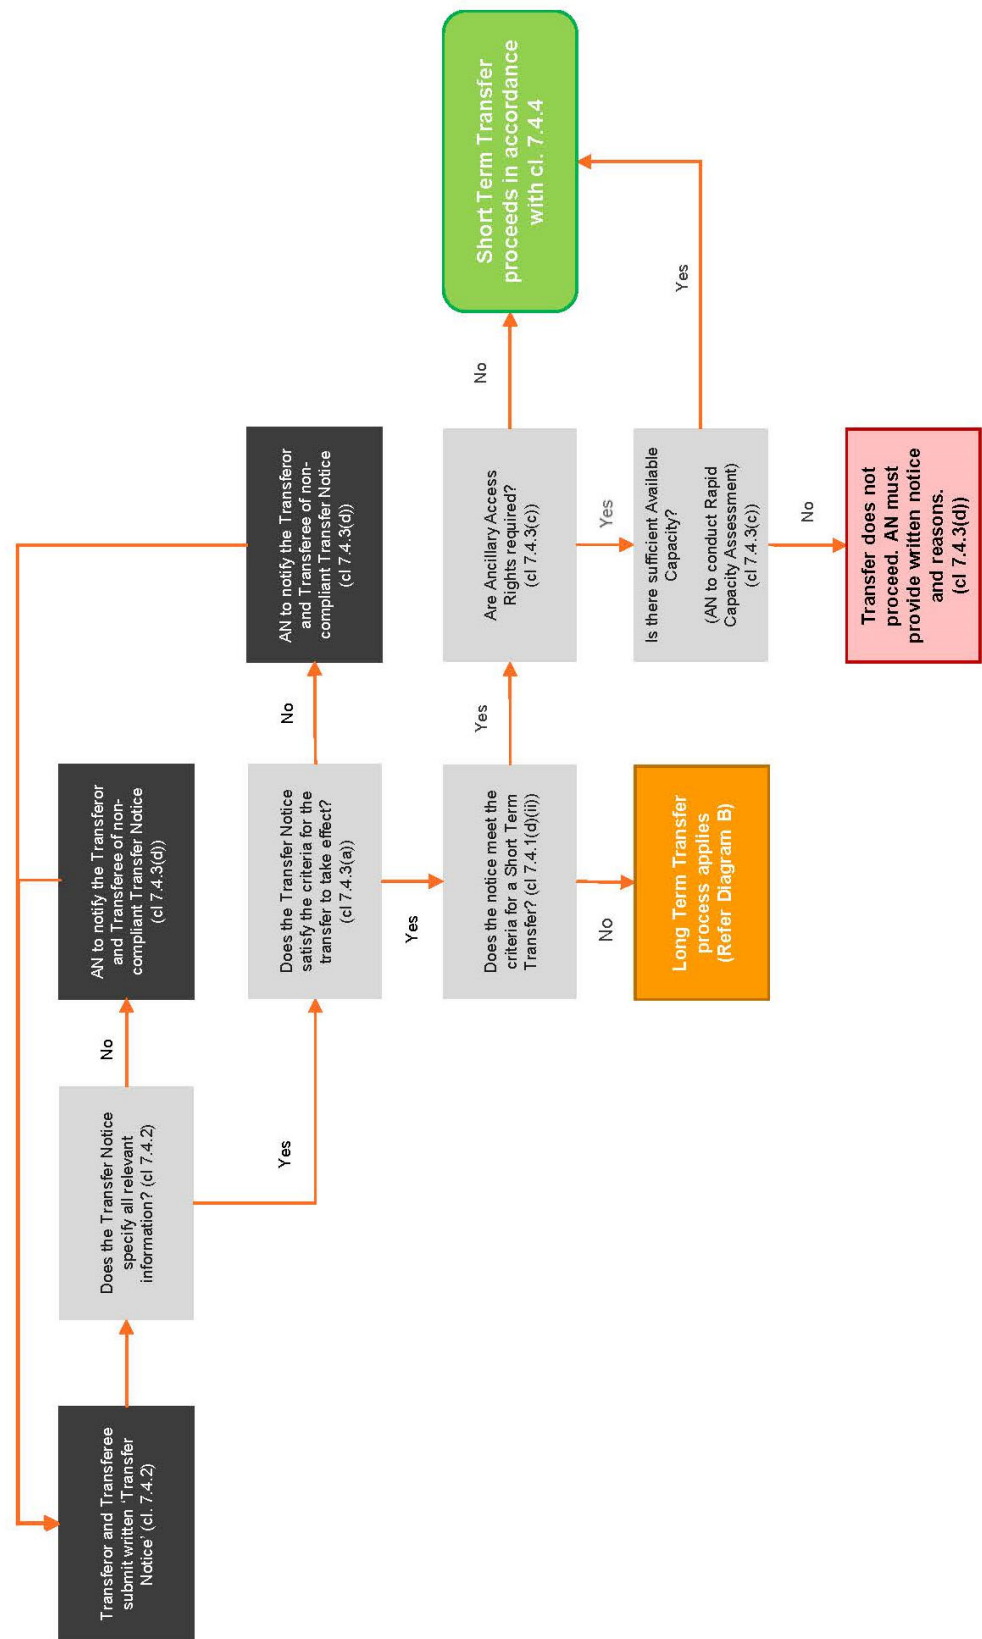 Transferor and Transferee
submit written ‘Transfer
Notice’ (cl. 7.4.2)
Does the Transfer Notice
specify all relevant
information? (cl 7.4.2)
No
AN to notify the Transferor
and Transferee of non-
compliant Transfer Notice
(cl 7.4.3(d))
Yes
Does the Transfer Notice
satisfy the criteria for the
transfer to take effect?
(cl 7.4.3(a))
No
AN to notify the Transferor
and Transferee of non-
compliant Transfer Notice
(cl 7.4.3(d))
Yes
Does the notice meet the
criteria for a Short Term
Transfer? (cl 7.4.1(d)(ii))
Yes
Are Ancillary Access
Rights required?
(cl 7.4.3(c))
No
Short Term Transfer
proceeds in accordance
with cl. 7.4.4
No
Long Term Transfer
process applies
(Refer Diagram B)
Yes
Is there sufficient Available
Capacity?
(AN to conduct Rapid
Capacity Assessment)
(cl 7.4.3(c))
Yes
No
Transfer does not
proceed. AN must
provide written notice
and reasons.
(cl 7.4.3(d))